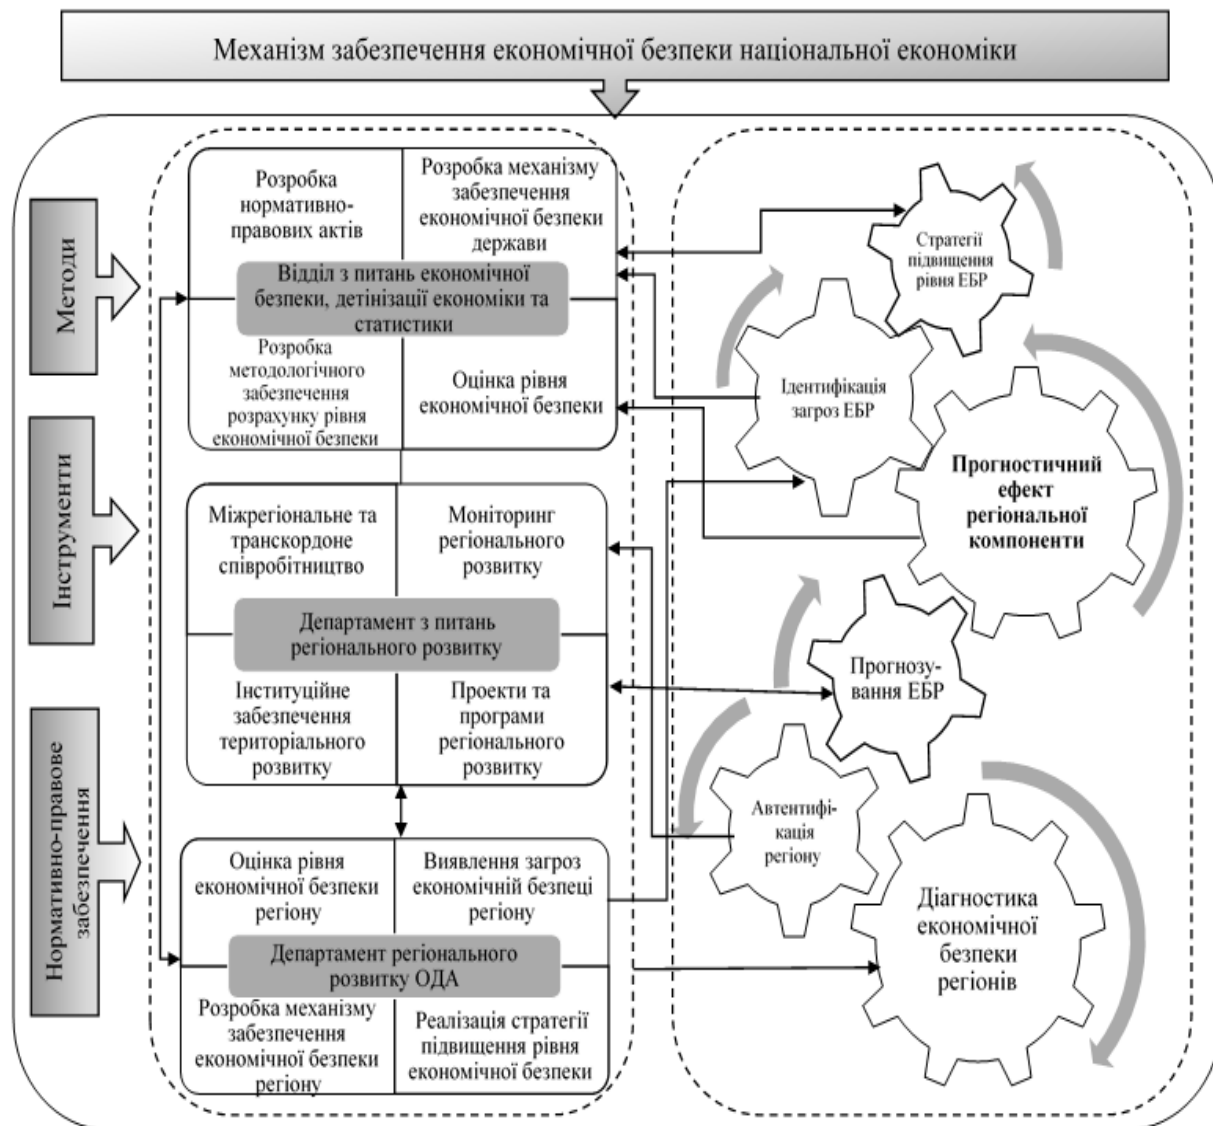 Механізм забезпечення економічної безпеки національної економіки
Методи
Інструменти
Нормативно-правове
забезпечення
Розробка
нормативно-
правових актів
Розробка механізму
забезпечення
економічної безпеки
держави
Відділ з питань економічної
безпеки, детінізації економіки та
статистики
Розробка
методологічного
забезпечення
розрахунку рівня
економічної безпеки
Оцінка рівня
економічної безпеки
Міжрегіональне та
транскордоне
співробітництво
Моніторинг
регіонального
розвитку
Департамент з питань
регіонального розвитку
Інституційне
забезпечення
територіального
розвитку
Проекти та
програми
регіонального
розвитку
Оцінка рівня
економічної безпеки
регіону
Виявлення загроз
економічній безпеці
регіону
Департамент регіонального
розвитку ОДА
Розробка механізму
забезпечення
економічної безпеки
регіону
Реалізація стратегії
підвищення рівня
економічної безпеки
Стратегії
підвищення
рівня ЕБР
Ідентифікація
загроз ЕБР
Прогностичний
ефект
регіональної
компоненти
Прогнозу-
вання ЕБР
Автентифі-
кація
регіону
Діагностика
економічної
безпеки
регіонів